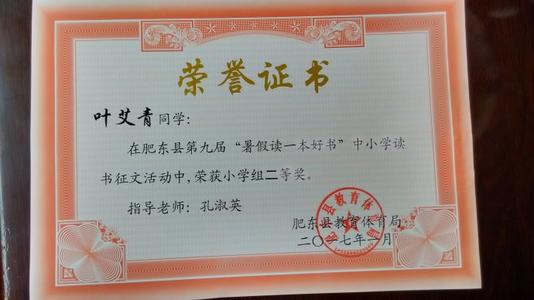 荣誉证书
叶艾青同学:
在肥东县第九届“暑假读一本好书”中小学读
书征文活动中,荣获小学组二等奖。
指导老师: 孔淑英
肥东县教育体育局
二〇一七年一月